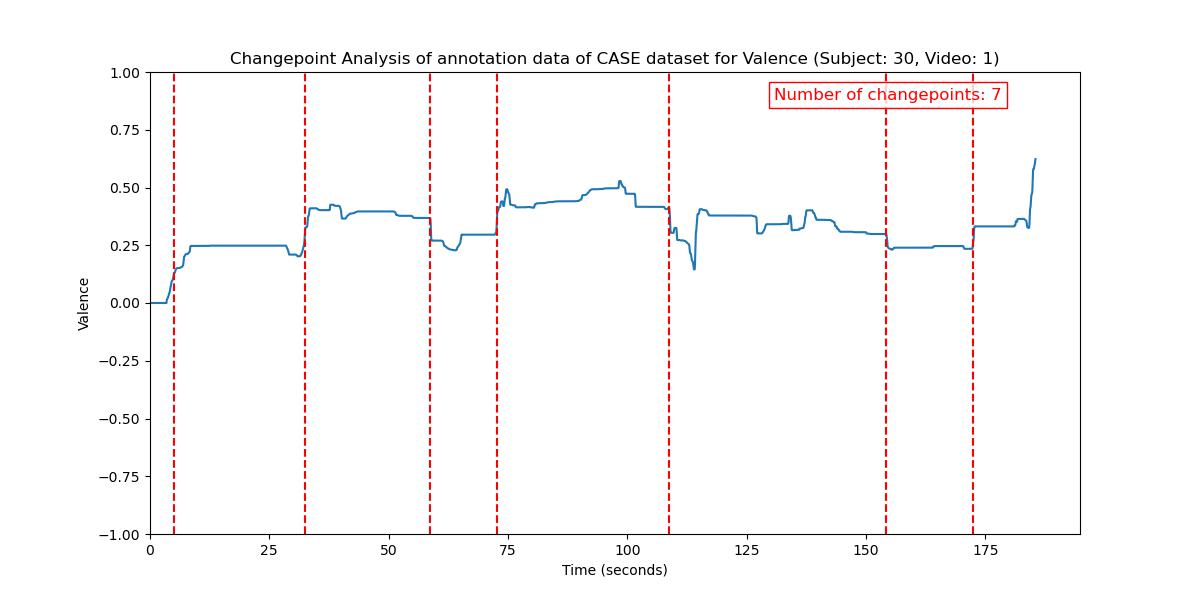 Changepoint Analysis of annotation data of CASE dataset for Valence (Subject: 30, Video: 1)
Number of changepoints: 7
1.00
0.75
0.50
0.25
0.00
−0.25
−0.50
−0.75
−1.00
Valence
0 25 50 75 100 125 150 175
Time (seconds)